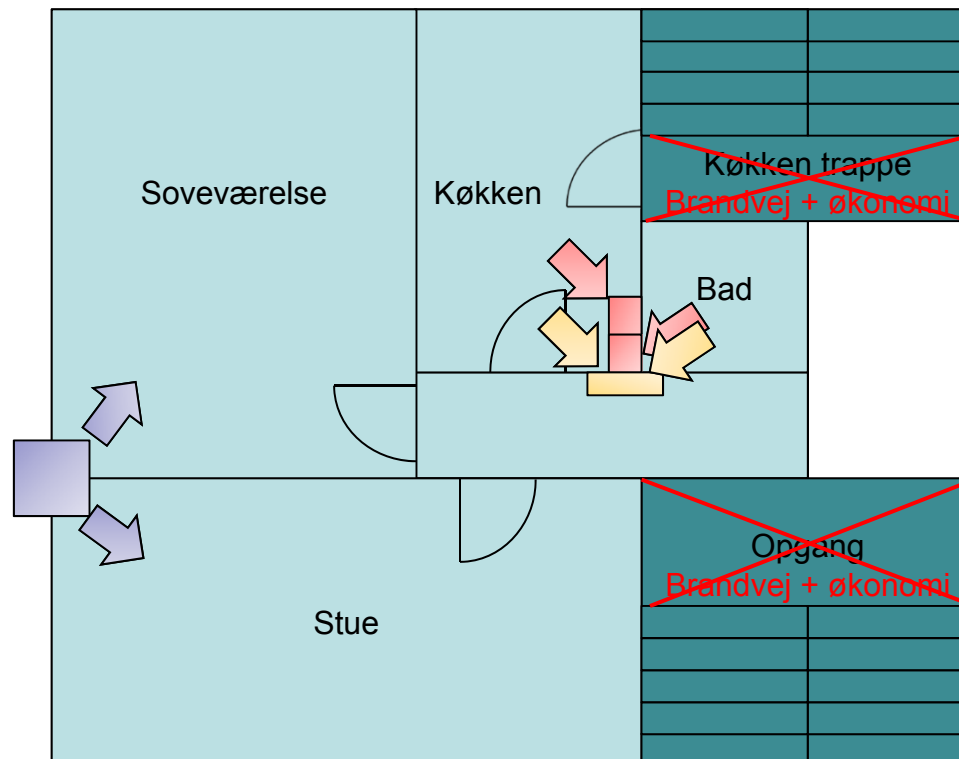 Køkken trappe
Brandvej + økonomi
Soveværelse
Køkken
Bad
Opgang
Brandvej + økonomi
Stue